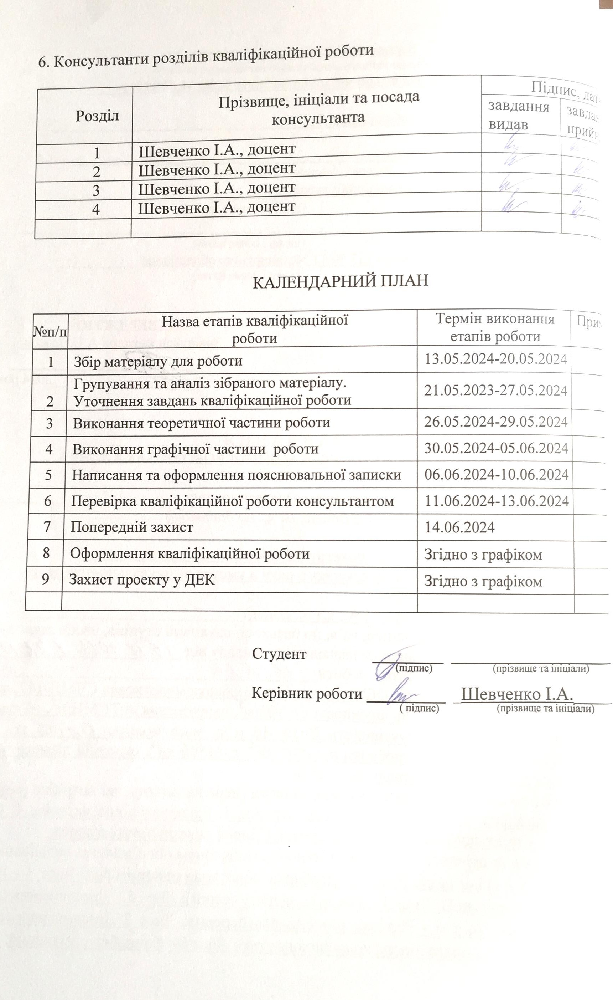 6. Консультанти розділів кваліфікаційної роботи
Розділ
Прізвище, ініціали та посада
консультанта
Підпис,
завдання
видав
1 Шевченко І.А., доцент
2 Шевченко І.А., доцент
3 Шевченко І.А., доцент
4 Шевченко І.А., доцент
КАЛЕНДАРНИЙ ПЛАН
№п/п
Назва етапів кваліфікаційної
роботи
Термін виконання
етапів роботи
1 Збір матеріалу для роботи 13.05.2024-20.05.2024
Групування та аналіз зібраного матеріалу.
2 Уточнення завдань кваліфікаційної роботи 21.05.2023-27.05.2024
3 Виконання теоретичної частини роботи 26.05.2024-29.05.2024
4 Виконання графічної частини роботи 30.05.2024-05.06.2024
5 Написання та оформлення пояснювальної записки 06.06.2024-10.06.2024
6 Перевірка кваліфікаційної роботи консультантом 11.06.2024-13.06.2024
7 Попередній захист 14.06.2024
8 Оформлення кваліфікаційної роботи Згідно з графіком
9 Захист проекту у ДЕК Згідно з графіком
Студент
(підпис) (прізвище та ініціали)
Керівник роботи Шевченко І.А.
( підпис) (прізвище та ініціали)